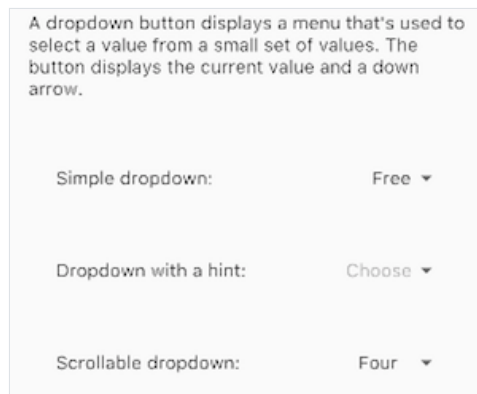 A dropdown button displays a menu that's used to
select a value from a small set of values. The
button displays the current value and a down
arrow.
Simple dropdown: Free
Dropdown with a hint: Choose
Scrollable dropdown: Four